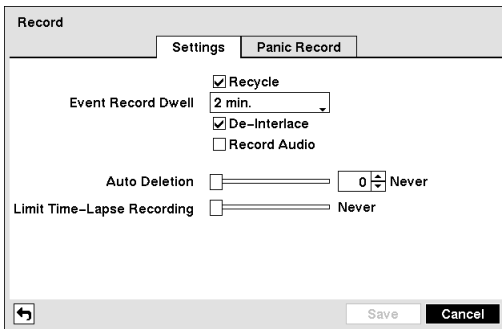 Record
Settings Panic Record
Recycle
Event Record Dwell 2 min.
De-Interlace
Record Audio
Auto Deletion 0 Never
Limit Time-Lapse Recording Never
Save Cancel